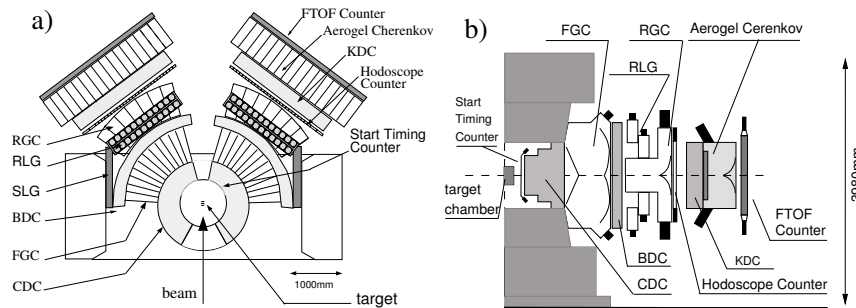 a)
FTOF Counter
Aerogel Cherenkov
KDC
Hodoscope
Counter
Start Timing
Counter
RGC
RLG
SLG
BDC
FGC
CDC
beam
target
1000mm
b)
FGC
RGC
Aerogel Cerenkov
RLG
Start
Timing
Counter
target
chamber
BDC
CDC
KDC
Hodoscope Counter
FTOF
Counter
3980mm